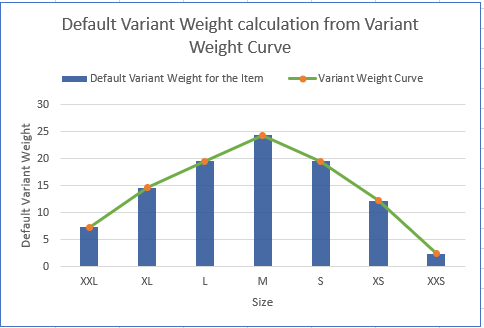 Default Variant Weight calculation from Variant
Weight Curve
Default Variant Weight for the Item
Variant Weight Curve
Default Variant Weight
30
25
20
15
10
5
0
XXL XL L M S XS XXS
Size